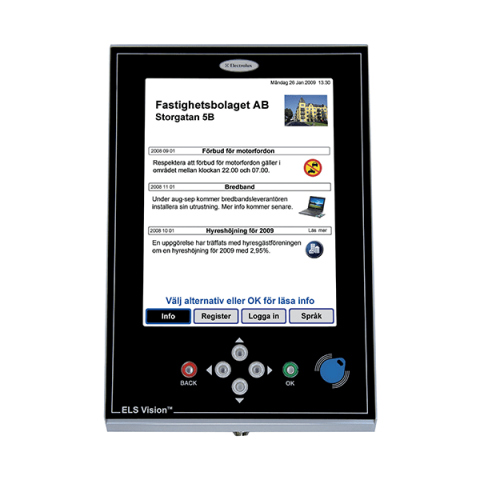 Electrolux
Måndag 26 Jan 2009 13:30
Fastighetsbolaget AB
Storgatan 5B
2008 09 01 Förbud för motorfordon
Respektera att förbud för motorfordon gäller i
området mellan klockan 22.00 och 07.00.
2008 11 01 Bredband
Under aug-sep kommer bredbandsleverantören
installera sin utrustning. Mer info kommer senare.
2008 10 01 Hyreshöjning för 2009 Läs mer
En uppgörelse har träffats med hyresgästföreningen
om en hyreshöjning för 2009 med 2,95%.
Välj alternativ eller OK för läsa info
Info Register Logga in Språk
BACK OK
ELS Vision™